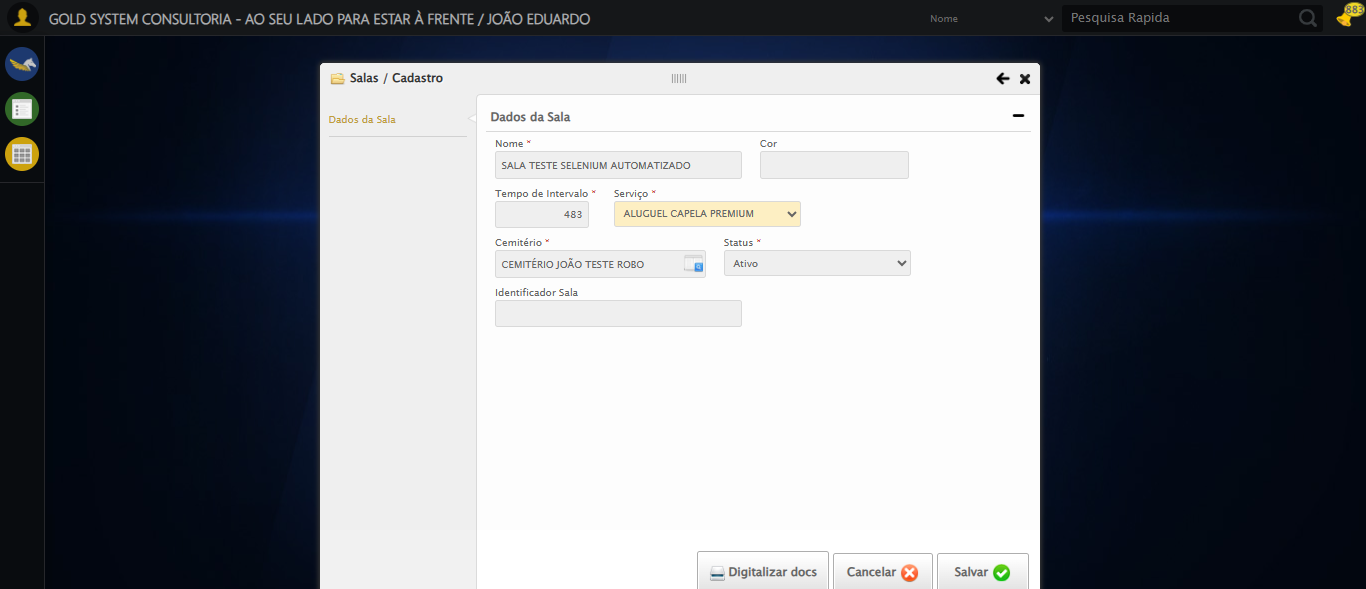 GOLD SYSTEM CONSULTORIA - AO SEU LADO PARA ESTAR À FRENTE / JOÃO EDUARDO
Nome
Pesquisa Rapida
883
Salas / Cadastro
Dados da Sala
Dados da Sala
Nome *
Cor
SALA TESTE SELENIUM AUTOMATIZADO
Tempo de Intervalo *
Serviço *
483
ALUGUEL CAPELA PREMIUM
Cemitério *
Status *
CEMITÉRIO JOÃO TESTE ROBO
Ativo
Identificador Sala
Digitalizar docs
Cancelar
Salvar